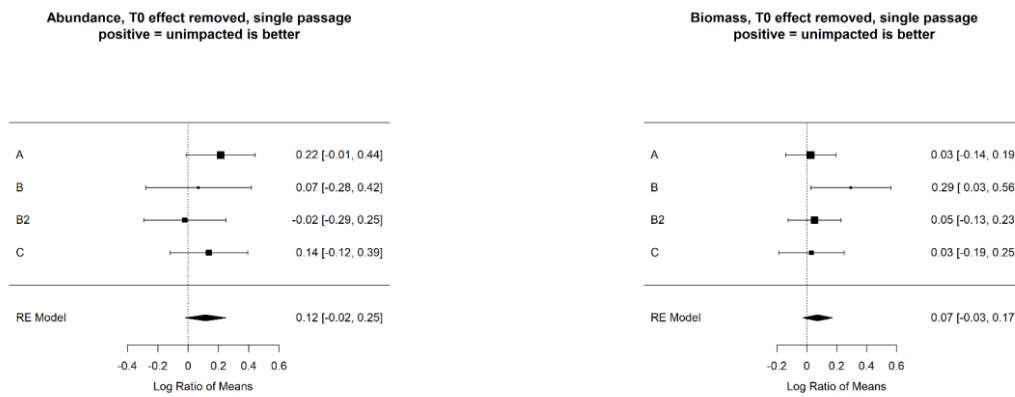 Abundance, T0 effect removed, single passage
positive = unimpacted is better
A 0.22 [-0.01, 0.44]
B 0.07 [-0.28, 0.42]
B2 -0.02 [-0.29, 0.25]
C 0.14 [-0.12, 0.39]
RE Model 0.12 [-0.02, 0.25]
-0.4 -0.2 0 0.2 0.4 0.6
Log Ratio of Means
Biomass, T0 effect removed, single passage
positive = unimpacted is better
A 0.03 [-0.14, 0.19
B 0.29 [ 0.03, 0.56
B2 0.05 [-0.13, 0.23
C 0.03 [-0.19, 0.25
RE Model 0.07 [-0.03, 0.17
-0.2 0 0.2 0.4 0.6
Log Ratio of Means